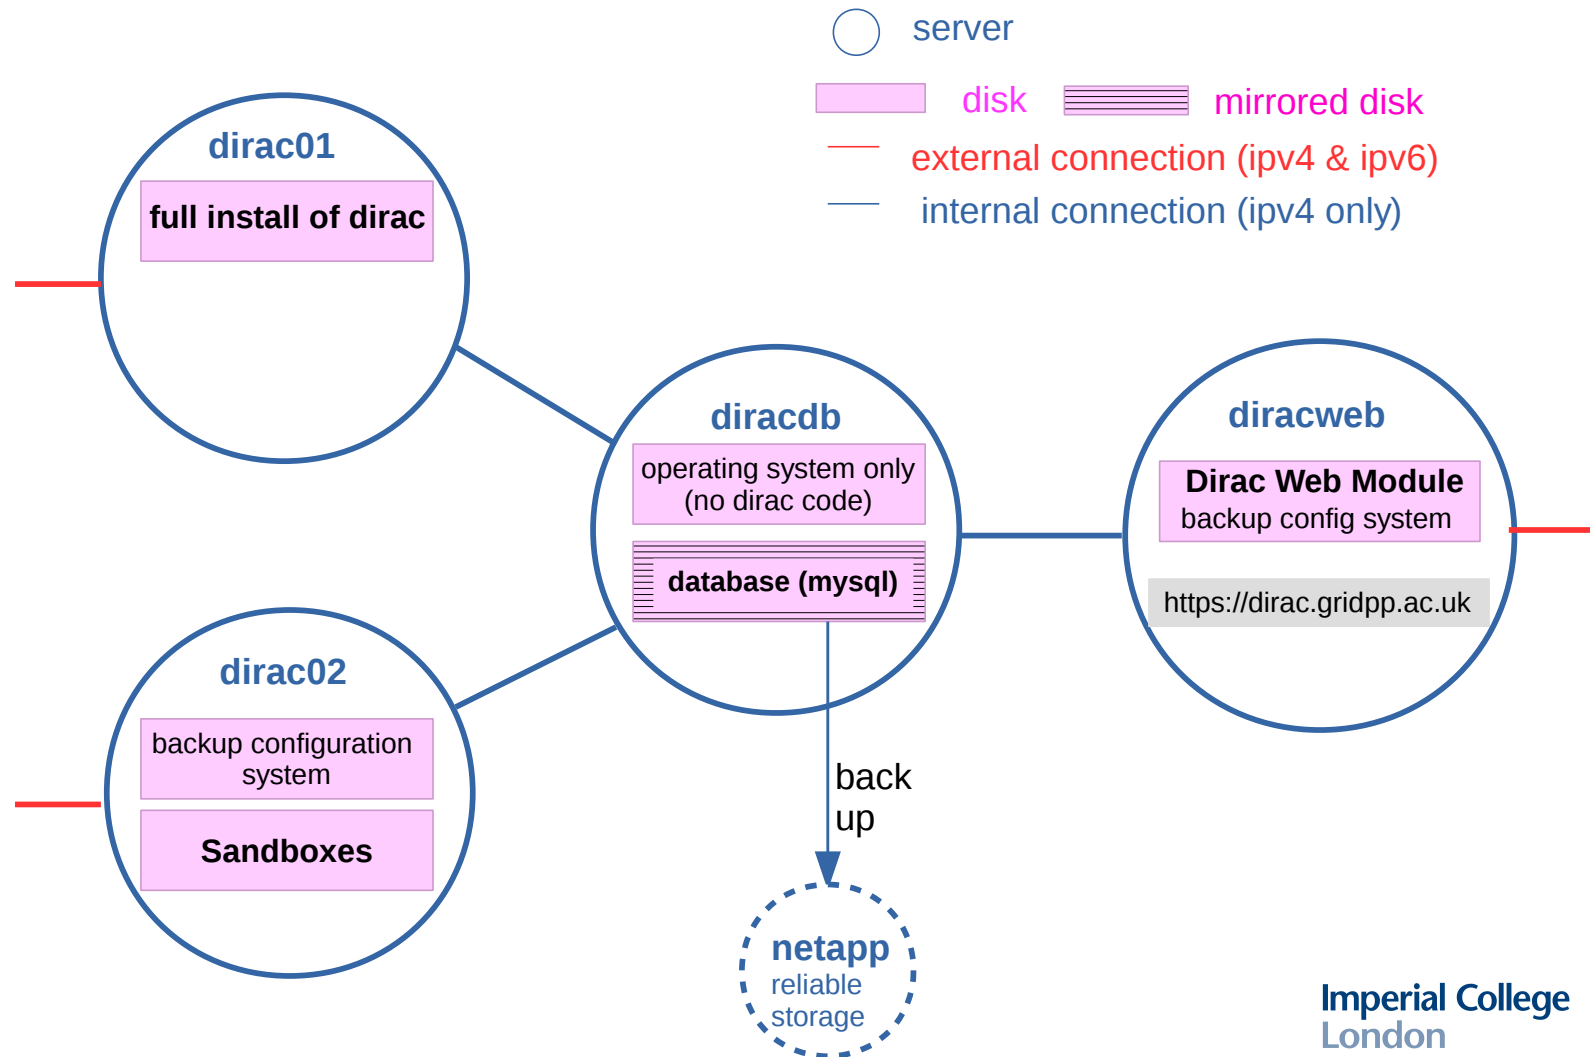 server
disk
mirrored disk
external connection (ipv4 & ipv6)
internal connection (ipv4 only)
dirac01
full install of dirac
diracdb
operating system only
(no dirac code)
database (mysql)
diracweb
Dirac Web Module
backup config system
https://dirac.gridpp.ac.uk
dirac02
backup configuration
system
Sandboxes
back
up
netapp
reliable
storage
Imperial College
London